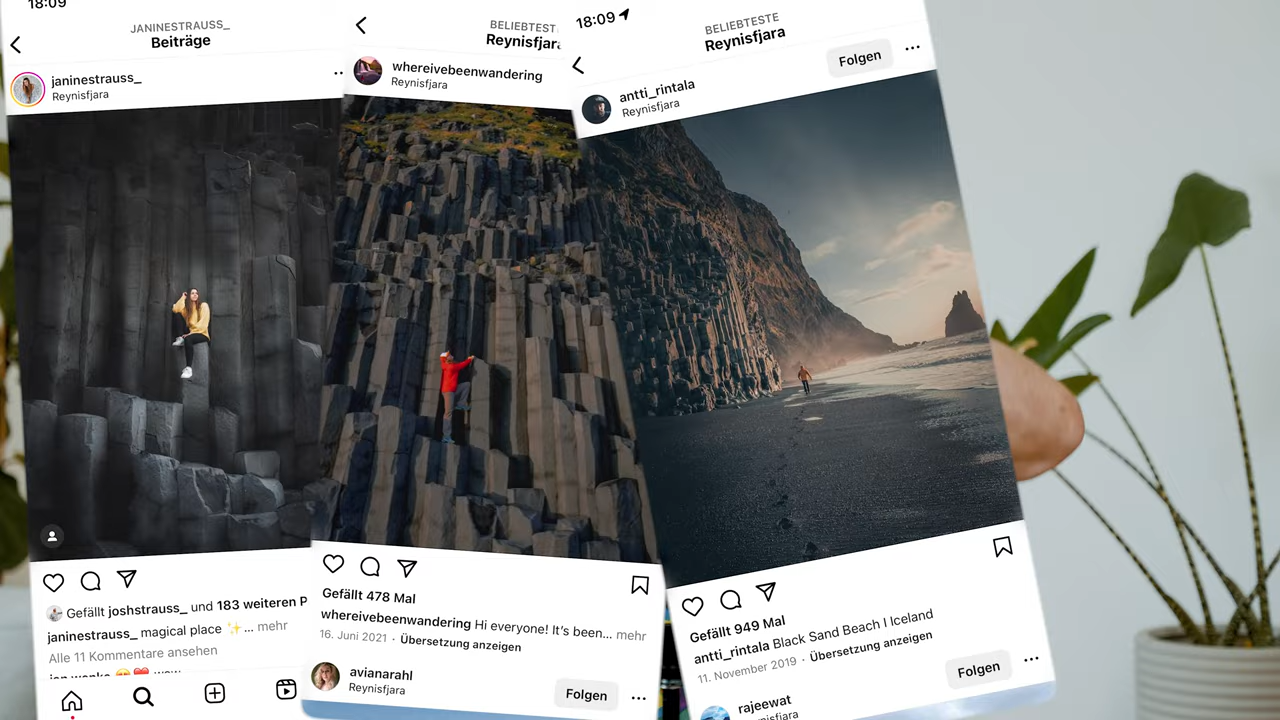 18:09
JANINESTRAUSS_
Beiträge
janinestrauss_
Reynisfjara
Gefällt joshstrauss_ und 183 weiteren P
janinestrauss_ magical place ✨... mehr
Alle 11 Kommentare ansehen
BELIEBTEST
Reynisfjara
whereivebeenwandering
Reynisfjara
Gefällt 478 Mal
whereivebeenwandering Hi everyone! It's been... mehr
16. Juni 2021 · Übersetzung anzeigen
avianarahl
Reynisfjara
Folgen
18:09
BELIEBTESTE
Reynisfjara
antti_rintala
Reynisfjara
Folgen
Gefällt 949 Mal
antti_rintala Black Sand Beach I Iceland
11. November 2019 · Übersetzung anzeigen
rajeewat
ynisfjara
Folgen